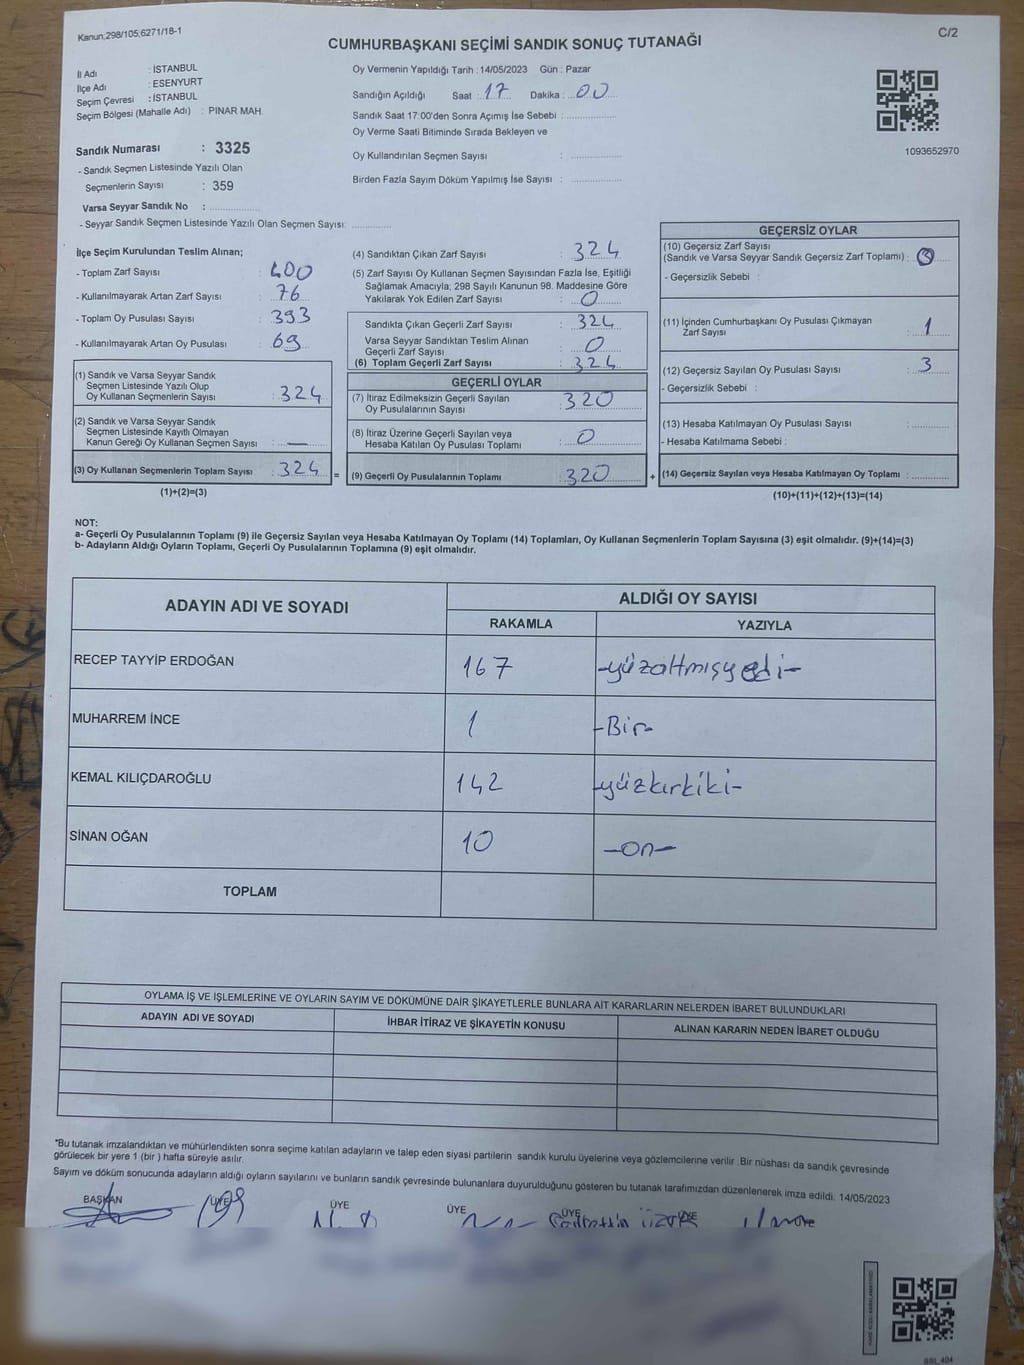 Kanun;298/105;6271/18-1
C/2
CUMHURBAŞKANI SEÇİMİ SANDIK SONUÇ TUTANAĞI
İl Adı : İSTANBUL
İlçe Adı : ESENYURT
Seçim Çevresi : İSTANBUL
Seçim Bölgesi (Mahalle Adı) : PINAR MAH.
Sandık Numarası : 3325
- Sandık Seçmen Listesinde Yazılı Olan
Seçmenlerin Sayısı : 359
Varsa Seyyar Sandık No :
- Seyyar Sandık Seçmen Listesinde Yazılı Olan Seçmen Sayısı:
Oy Vermenin Yapıldığı Tarih : 14/05/2023 Gün : Pazar
Sandığın Açıldığı Saat : 17 Dakika : 00
Sandık Saat 17:00'den Sonra Açımış İse Sebebi :
Oy Verme Saati Bitiminde Sırada Bekleyen ve
Oy Kullandırılan Seçmen Sayısı :
Birden Fazla Sayım Döküm Yapılmış İse Sayısı :
1093652970
İlçe Seçim Kurulundan Teslim Alınan;
- Toplam Zarf Sayısı : 400
- Kullanılmayarak Artan Zarf Sayısı : 76
- Toplam Oy Pusulası Sayısı : 393
- Kullanılmayarak Artan Oy Pusulası : 69
(1) Sandık ve Varsa Seyyar Sandık
Seçmen Listesinde Yazılı Olup
Oy Kullanan Seçmenlerin Sayısı : 324
(2) Sandık ve Varsa Seyyar Sandık
Seçmen Listesinde Kayıtlı Olmayan
Kanun Gereği Oy Kullanan Seçmen Sayısı : —
(3) Oy Kullanan Seçmenlerin Toplam Sayısı : 324 =
(1)+(2)=(3)
(4) Sandıktan Çıkan Zarf Sayısı : 324
(5) Zarf Sayısı Oy Kullanan Seçmen Sayısından Fazla İse, Eşitliği
Sağlamak Amacıyla; 298 Sayılı Kanunun 98. Maddesine Göre
Yakılarak Yok Edilen Zarf Sayısı : 0
Sandıkta Çıkan Geçerli Zarf Sayısı : 324
Varsa Seyyar Sandıktan Teslim Alınan
Geçerli Zarf Sayısı : 0
(6) Toplam Geçerli Zarf Sayısı : 324
GEÇERLİ OYLAR
(7) İtiraz Edilmeksizin Geçerli Sayılan
Oy Pusulalarının Sayısı : 320
(8) İtiraz Üzerine Geçerli Sayılan veya
Hesaba Katılan Oy Pusulası Toplamı : 0
(9) Geçerli Oy Pusulalarının Toplamı : 320 +
GEÇERSİZ OYLAR
(10) Geçersiz Zarf Sayısı
(Sandık ve Varsa Seyyar Sandık Geçersiz Zarf Toplamı) :
- Geçersizlik Sebebi :
(11) İçinden Cumhurbaşkanı Oy Pusulası Çıkmayan
Zarf Sayısı : 1
(12) Geçersiz Sayılan Oy Pusulası Sayısı : 3
- Geçersizlik Sebebi :
(13) Hesaba Katılmayan Oy Pusulası Sayısı :
- Hesaba Katılmama Sebebi :
(14) Geçersiz Sayılan veya Hesaba Katılmayan Oy Toplamı :
(10)+(11)+(12)+(13)=(14)
NOT:
a- Geçerli Oy Pusulalarının Toplamı (9) ile Geçersiz Sayılan veya Hesaba Katılmayan Oy Toplamı (14) Toplamları, Oy Kullanan Seçmenlerin Toplam Sayısına (3) eşit olmalıdır. (9)+(14)=(3)
b- Adayların Aldığı Oyların Toplamı, Geçerli Oy Pusulalarının Toplamına (9) eşit olmalıdır.
ADAYIN ADI VE SOYADI ALDIĞI OY SAYISI
RAKAMLA YAZIYLA
RECEP TAYYİP ERDOĞAN 167 -yüzaltmışyedi-
MUHARREM İNCE 1 -Bir-
KEMAL KILIÇDAROĞLU 142 -yüzkırkiki-
SİNAN OĞAN 10 -on-
TOPLAM
OYLAMA İŞ VE İŞLEMLERİNE VE OYLARIN SAYIM VE DÖKÜMÜNE DAİR ŞİKAYETLERLE BUNLARA AİT KARARLARIN NELERDEN İBARET BULUNDUKLARI
ADAYIN ADI VE SOYADI İHBAR İTİRAZ VE ŞİKAYETİN KONUSU ALINAN KARARIN NEDEN İBARET OLDUĞU
*Bu tutanak imzalandıktan ve mühürlendikten sonra seçime katılan adayların ve talep eden siyasi partilerin sandık kurulu üyelerine veya gözlemcilerine verilir. Bir nüshası da sandık çevresinde
görülecek bir yere 1 (bir ) hafta süreyle asılır.
Sayım ve döküm sonucunda adayların aldığı oyların sayılarını ve bunların sandık çevresinde bulunanlara duyurulduğunu gösteren bu tutanak tarafımızdan düzenlenerek imza edildi. 14/05/2023
BAŞKAN ÜYE ÜYE ÜYE ÜYE ÜYE ÜYE